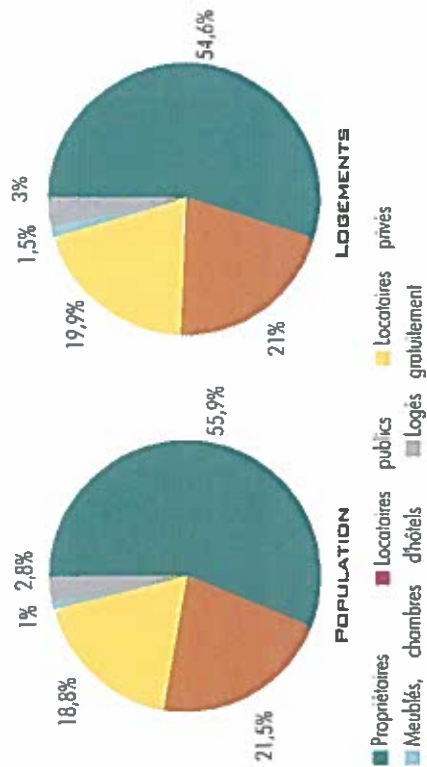 1% 2,8%
18,8%
55,9%
21,5%
POPULATION
1,5% 3%
19,9%
54,6%
21%
LOGEMENTS
Propriétaires Locataires publics Locataires privés
Meublés, chambres d'hôtels Logés gratuitement